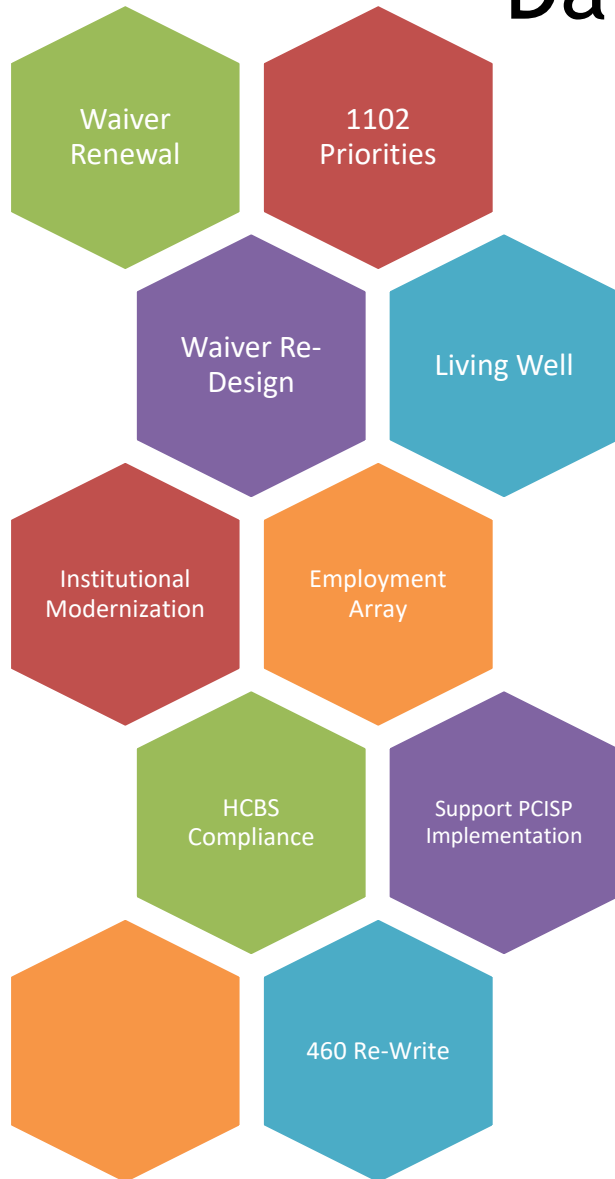 Da
Waiver
Renewal
1102
Priorities
Waiver Re-
Design
Living Well
Institutional
Modernization
Employment
Array
HCBS
Compliance
Support PCISP
Implementation
460 Re-Write